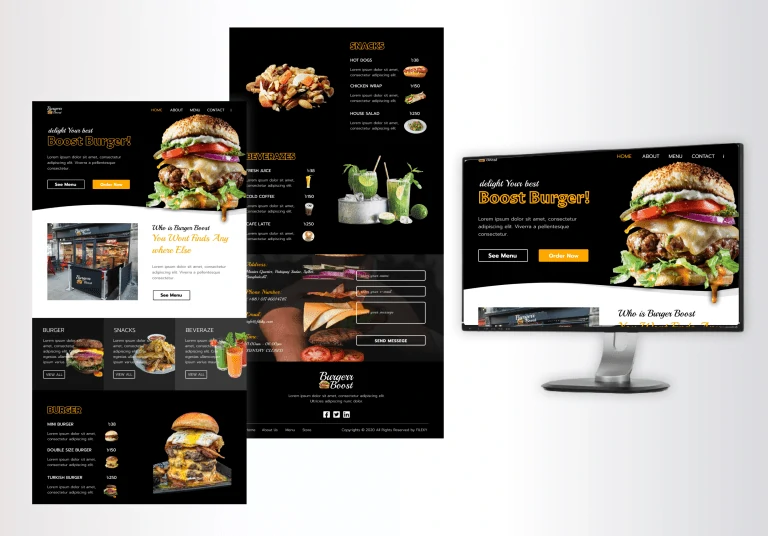 Burgerr
Boost
HOME ABOUT MENU CONTACT
delight Your best
Boost Burger!
Lorem ipsum dolor sit amet, consectetur
adipiscing elit. Viverra a pellentesque
consectetur.
See Menu Order Now
Who is Burger Boost
You Wont Finds Any
where Else
Lorem ipsum dolor sit amet, consectetur
adipiscing elit. Viverra a pellentesque
consectetur.
See Menu
BURGER
Lorem ipsum dolor
sit amet, consectetur
adipiscing elit.
VIEW ALL
SNACKS
Lorem ipsum dolor
sit amet, consectetur
adipiscing elit.
VIEW ALL
BEVERAZE
Lorem ipsum dolor
sit amet, consectetur
adipiscing elit.
VIEW ALL
BURGER
MINI BURGER 1:38
Lorem ipsum dolor sit amet,
consectetur adipiscing elit.
DOUBLE SIZE BURGER 1:150
Lorem ipsum dolor sit amet,
consectetur adipiscing elit.
TURKISH BURGER 1:250
Lorem ipsum dolor sit amet,
consectetur adipiscing elit.
SNACKS
HOT DOGS 1:38
Lorem ipsum dolor sit amet,
consectetur adipiscing elit.
CHICKEN WRAP 1:150
Lorem ipsum dolor sit amet,
consectetur adipiscing elit.
HOUSE SALAD 1:250
Lorem ipsum dolor sit amet,
consectetur adipiscing elit.
BEVERAZES
FRESH JUICE 1:38
Lorem ipsum dolor sit amet,
consectetur adipiscing elit.
COLD COFFEE 1:150
Lorem ipsum dolor sit amet,
consectetur adipiscing elit.
CAFE LATTE 1:250
Lorem ipsum dolor sit amet,
consectetur adipiscing elit.
Address:
Phone Number:
Email:
your name
your e-mail
your message
SEND MESSEGE
Burgerr
Boost
Lorem ipsum dolor sit amet, consectetur adipiscing elit.
Ultrices adipiscing nunc dolor.
About Us Menu Store
Copyrights © 2020 All Rights Reserved by FILEXY
HOME ABOUT MENU CONTACT
delight Your best
Boost Burger!
Lorem ipsum dolor sit amet, consectetur
adipiscing elit. Viverra a pellentesque
consectetur.
See Menu Order Now
Who is Burger Boost